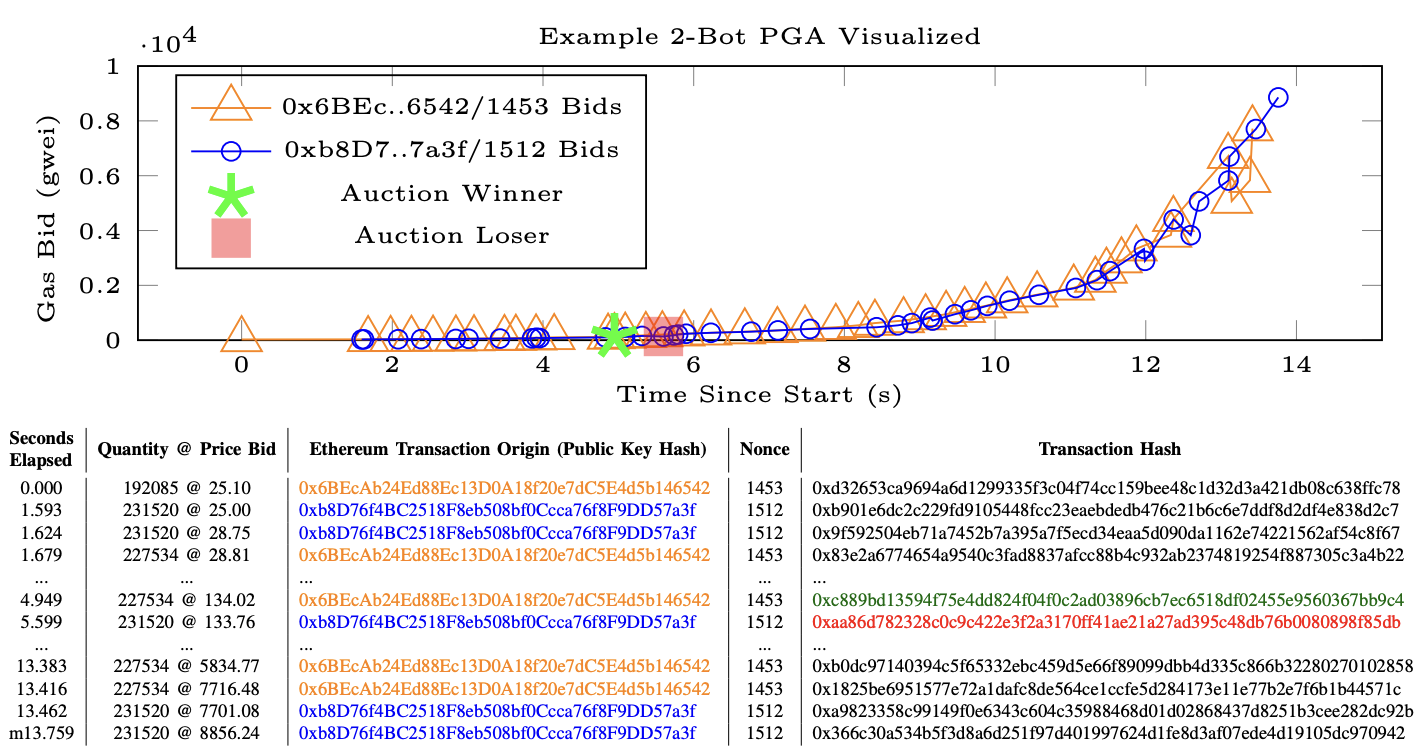 Example 2-Bot PGA Visualized
·10⁴
Gas Bid (gwei)
1
0.8
0.6
0.4
0.2
0
0x6BEc..6542/1453 Bids
0xb8D7..7a3f/1512 Bids
Auction Winner
Auction Loser
0 2 4 6 8 10 12 14
Time Since Start (s)
Seconds Elapsed Quantity @ Price Bid Ethereum Transaction Origin (Public Key Hash) Nonce Transaction Hash
0.000 192085 @ 25.10 0x6BEcAb24Ed88Ec13D0A18f20e7dC5E4d5b146542 1453 0xd32653ca9694a6d1299335f3c04f74cc159bee48c1d32d3a421db08c638ffc78
1.593 231520 @ 25.00 0xb8D76f4BC2518F8eb508bf0Ccca76f8F9DD57a3f 1512 0xb901e6dc2c229fd9105448fcc23eaebdedb476c21b6c6e7ddf8d2df4e838d2c7
1.624 231520 @ 28.75 0xb8D76f4BC2518F8eb508bf0Ccca76f8F9DD57a3f 1512 0x9f592504eb71a7452b7a395a7f5ecd34eaa5d090da1162e74221562af54c8f67
1.679 227534 @ 28.81 0x6BEcAb24Ed88Ec13D0A18f20e7dC5E4d5b146542 1453 0x83e2a6774654a9540c3fad8837afcc88b4c932ab2374819254f887305c3a4b22
... ... ... ... ...
4.949 227534 @ 134.02 0x6BEcAb24Ed88Ec13D0A18f20e7dC5E4d5b146542 1453 0xc889bd13594f75e4dd824f04f0c2ad03896cb7ec6518df02455e9560367bb9c4
5.599 231520 @ 133.76 0xb8D76f4BC2518F8eb508bf0Ccca76f8F9DD57a3f 1512 0xaa86d782328c0c9c422e3f2a3170ff41ae21a27ad395c48db76b0080898f85db
... ... ... ... ...
13.383 227534 @ 5834.77 0x6BEcAb24Ed88Ec13D0A18f20e7dC5E4d5b146542 1453 0xb0dc97140394c5f65332ebc459d5e66f89099dbb4d335c866b32280270102858
13.416 227534 @ 7716.48 0x6BEcAb24Ed88Ec13D0A18f20e7dC5E4d5b146542 1453 0x1825be6951577e72a1dafc8de564ce1ccfe5d284173e11e77b2e7f6b1b44571c
13.462 231520 @ 7701.08 0xb8D76f4BC2518F8eb508bf0Ccca76f8F9DD57a3f 1512 0xa9823358c99149f0e6343c604c35988468d01d02868437d8251b3cee282dc92b
m13.759 231520 @ 8856.24 0xb8D76f4BC2518F8eb508bf0Ccca76f8F9DD57a3f 1512 0x366c30a534b5f3d8a6d251f97d401997624d1fe8d3af07ede4d19105dc970942